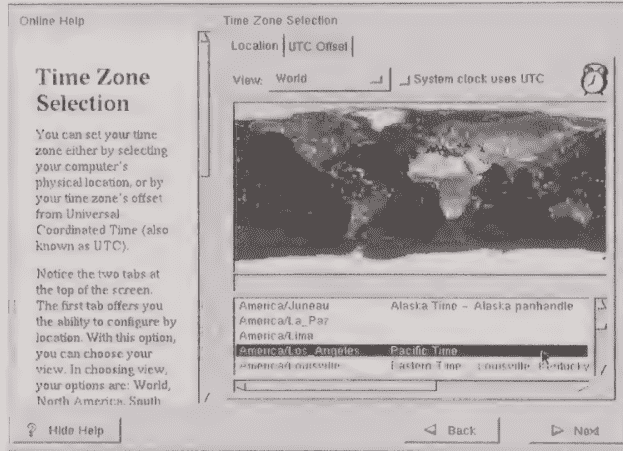 Online Help
Time Zone
Selection
You can set your time
zone either by selecting
your computer's
physical location, or by
your time zone's offset
from Universal
Coordinated Time (also
known as UTC).
Notice the two tabs at
the top of the screen.
The first tab offers you
the ability to configure by
location. With this option,
you can choose your
view. In choosing view,
your options are: World,
North America, South
Time Zone Selection
Location UTC Offset
View: World System clock uses UTC
America/Juneau Alaska Time - Alaska panhandle
America/La_Paz
America/Lima
America/Los_Angeles Pacific Time
America/Louisville Eastern Time - Louisville, Kentucky
Hide Help Back Next